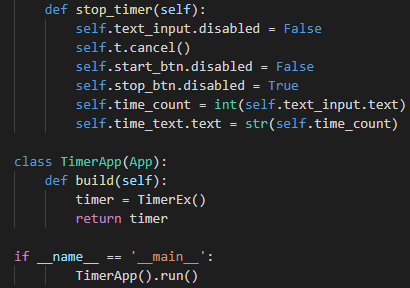 def stop_timer(self):
self.text_input.disabled = False
self.t.cancel()
self.start_btn.disabled = False
self.stop_btn.disabled = True
self.time_count = int(self.text_input.text)
self.time_text.text = str(self.time_count)
class TimerApp(App):
def build(self):
timer = TimerEx()
return timer
if __name__ == '__main__':
TimerApp().run()